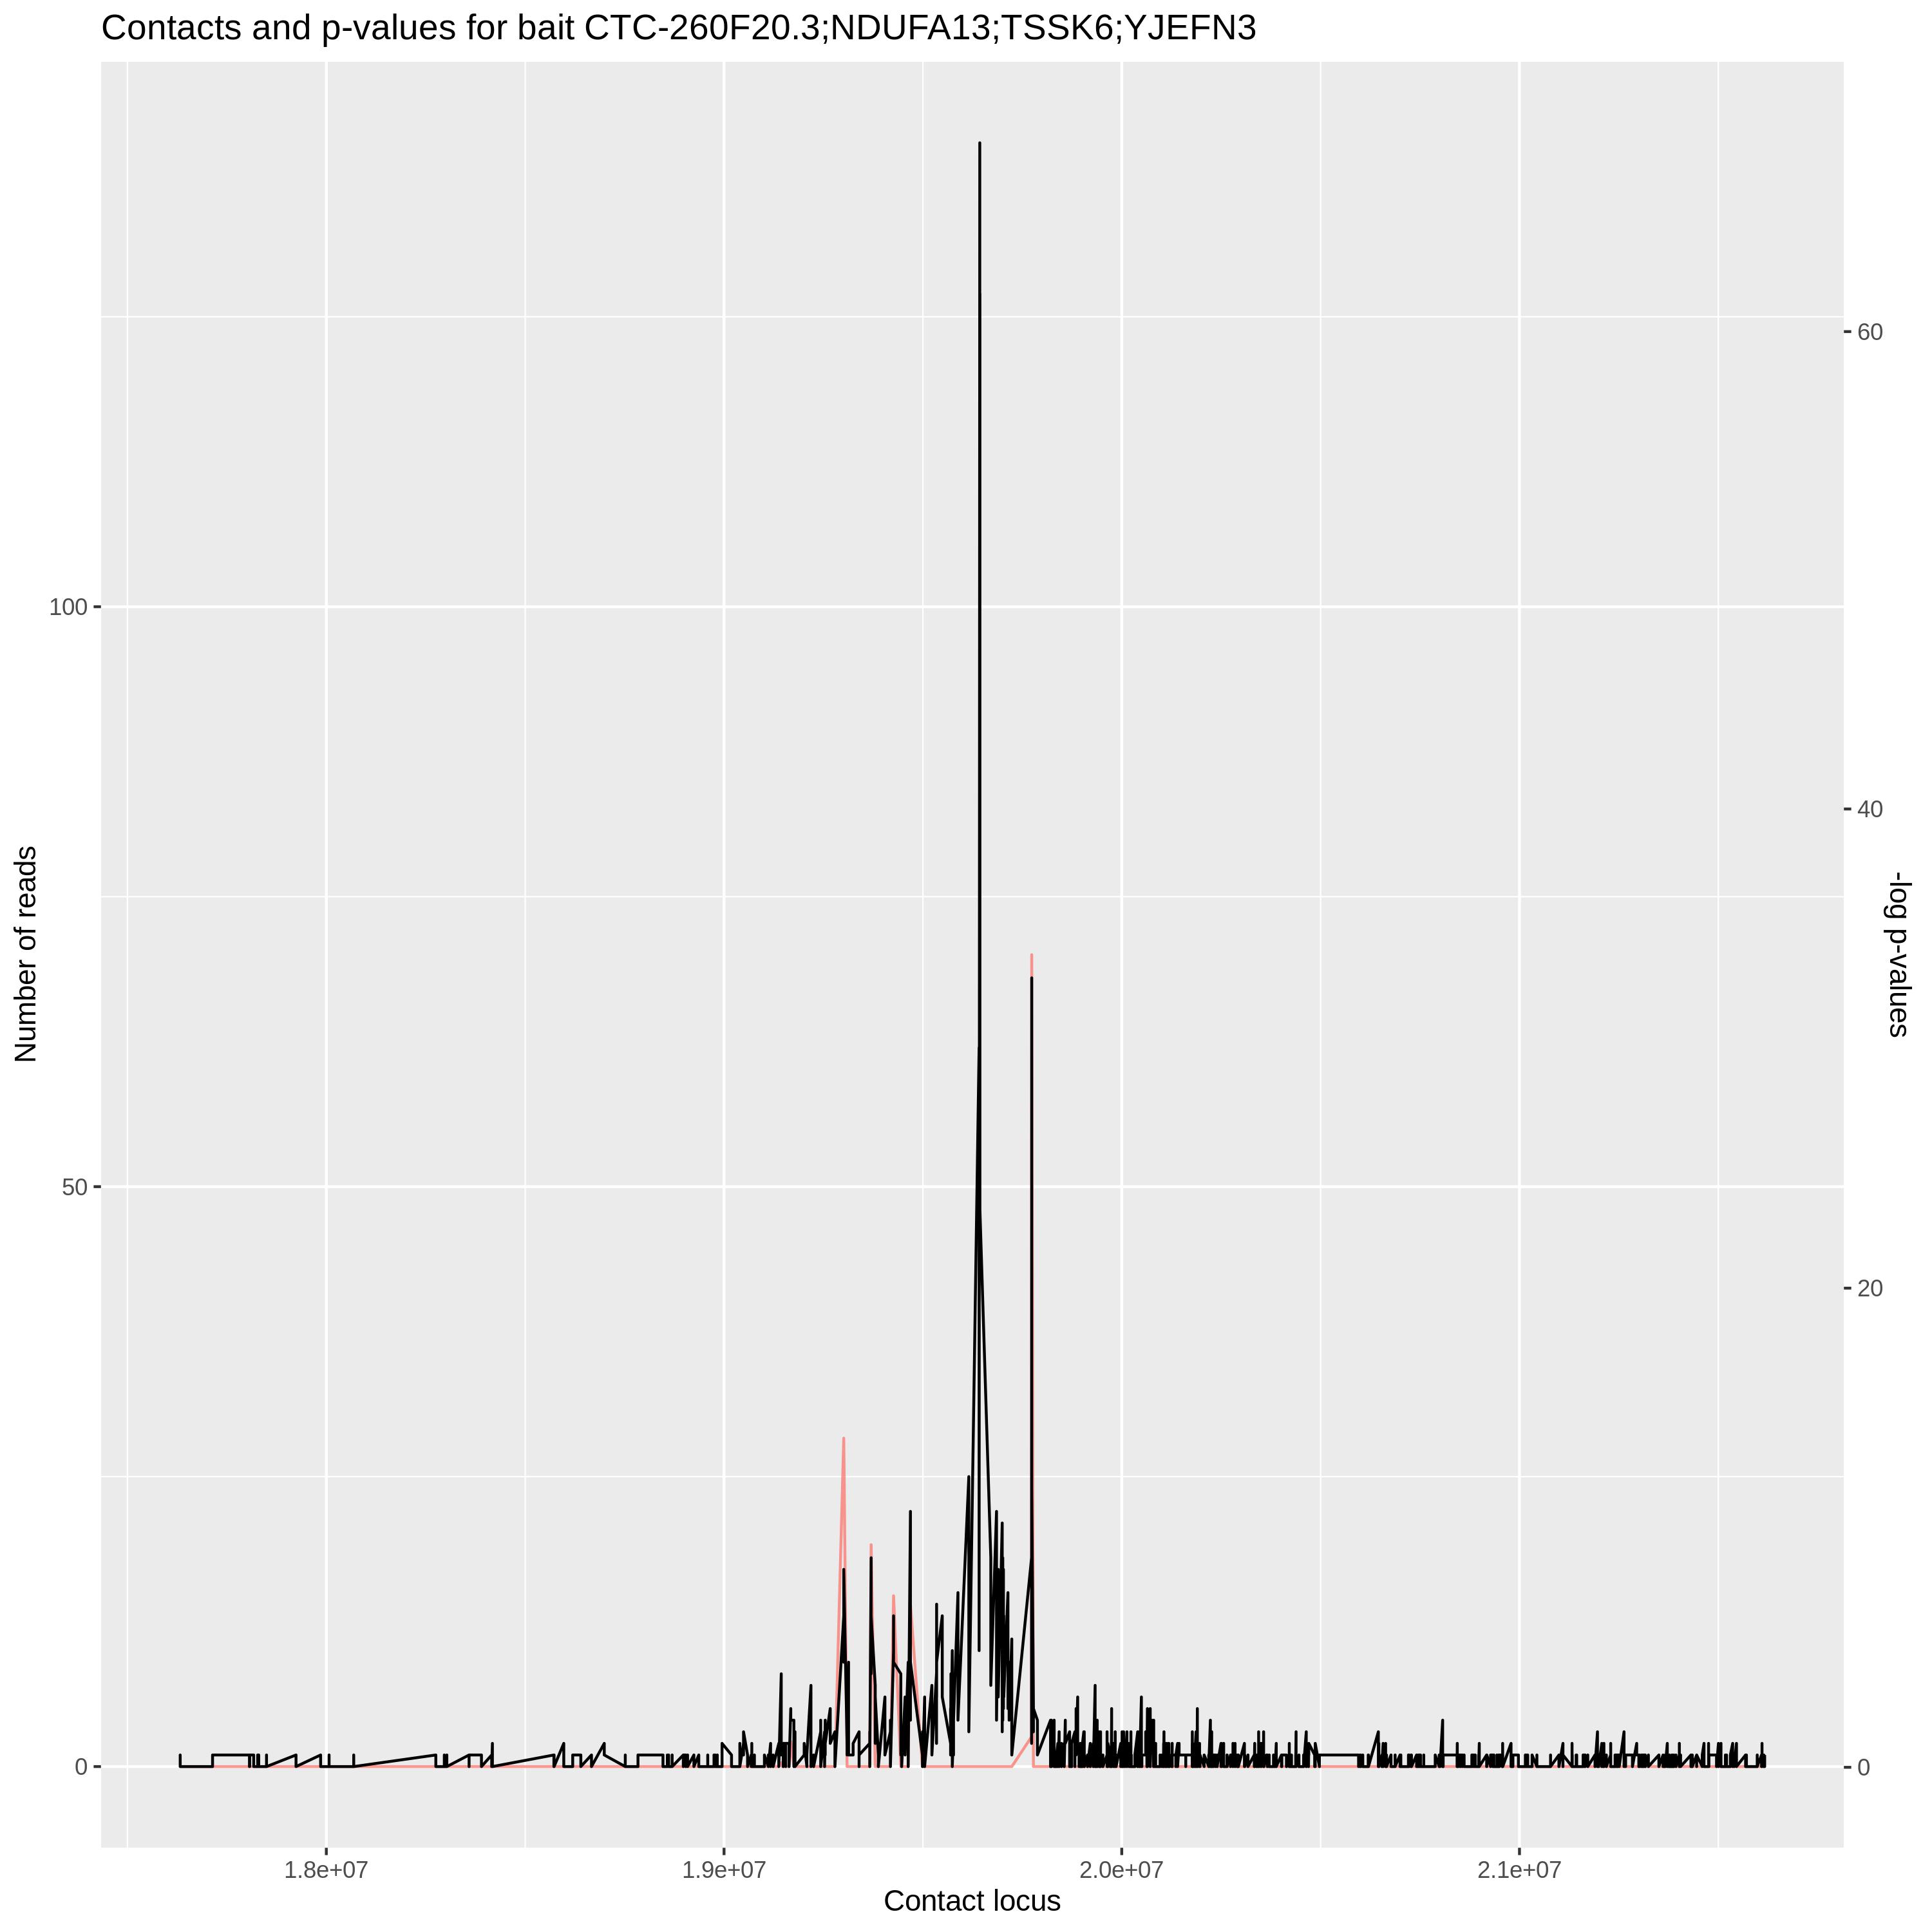 Contacts and p-values for bait CTC-260F20.3;NDUFA13;TSSK6;YJEFN3
Number of reads
100
50
0
60
40
20
0
-log p-values
1.8e+07 1.9e+07 2.0e+07 2.1e+07
Contact locus